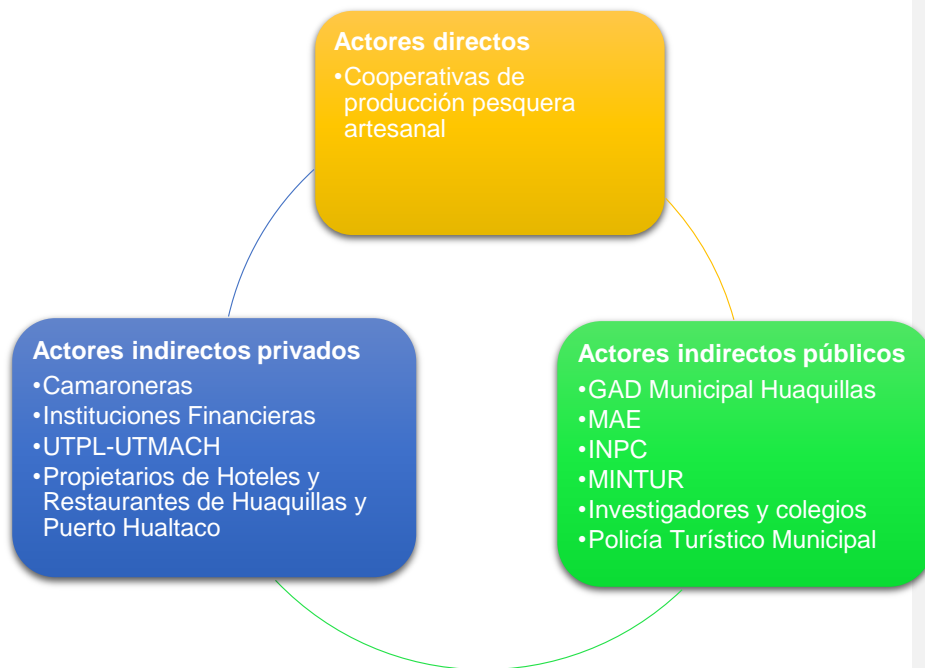 Actores directos
•Cooperativas de
producción pesquera
artesanal
Actores indirectos privados
•Camaroneras
•Instituciones Financieras
•UTPL-UTMACH
•Propietarios de Hoteles y
Restaurantes de Huaquillas y
Puerto Hualtaco
Actores indirectos públicos
•GAD Municipal Huaquillas
•MAE
•INPC
•MINTUR
•Investigadores y colegios
•Policía Turístico Municipal